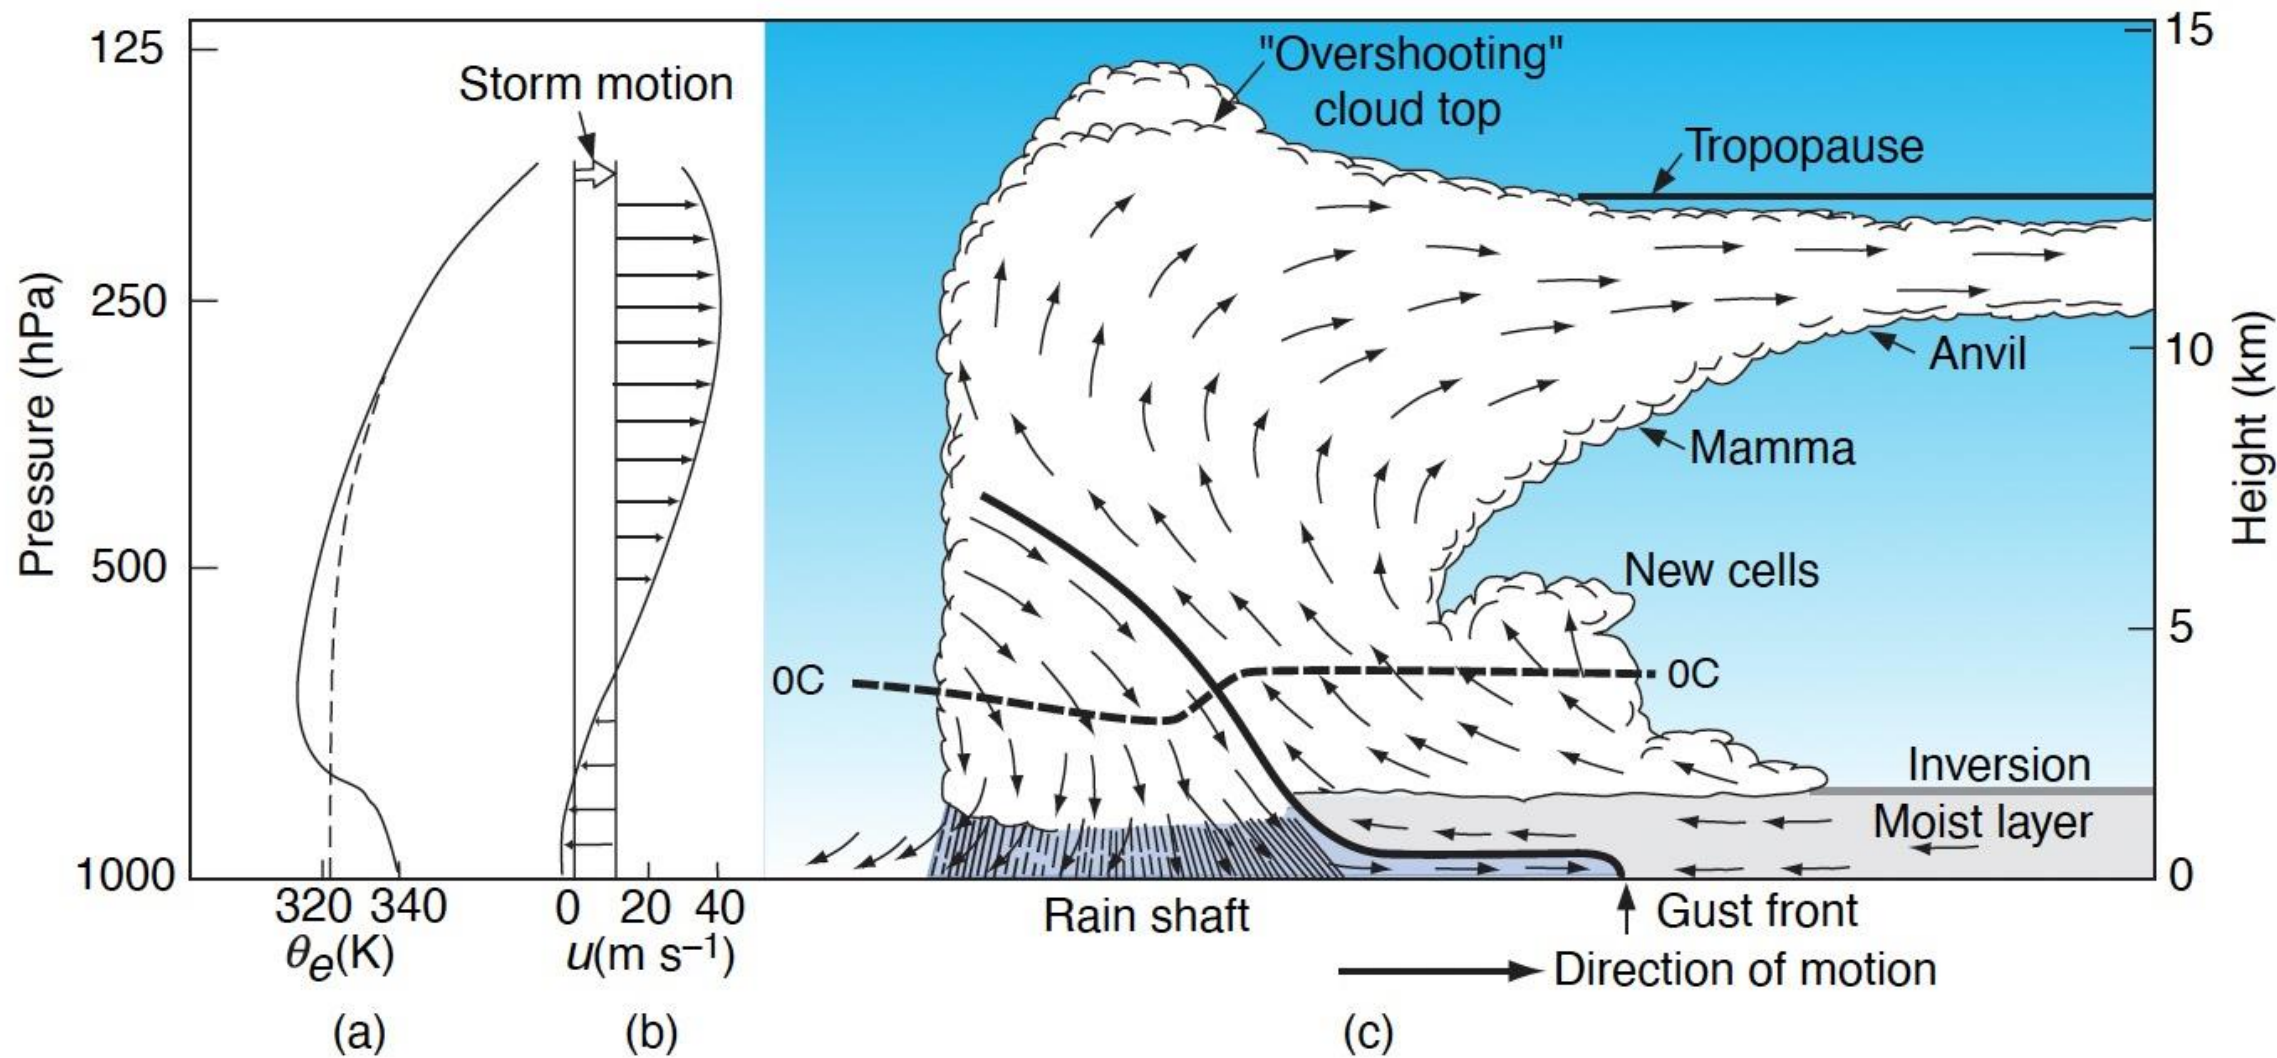 125
250
500
1000
Pressure (hPa)
320 340
θe(K)
(a)
Storm motion
0 20 40
u(m s–1)
(b)
"Overshooting"
cloud top
Tropopause
Anvil
Mamma
New cells
0C
0C
Inversion
Moist layer
Rain shaft
Gust front
Direction of motion
(c)
15
10
5
0
Height (km)